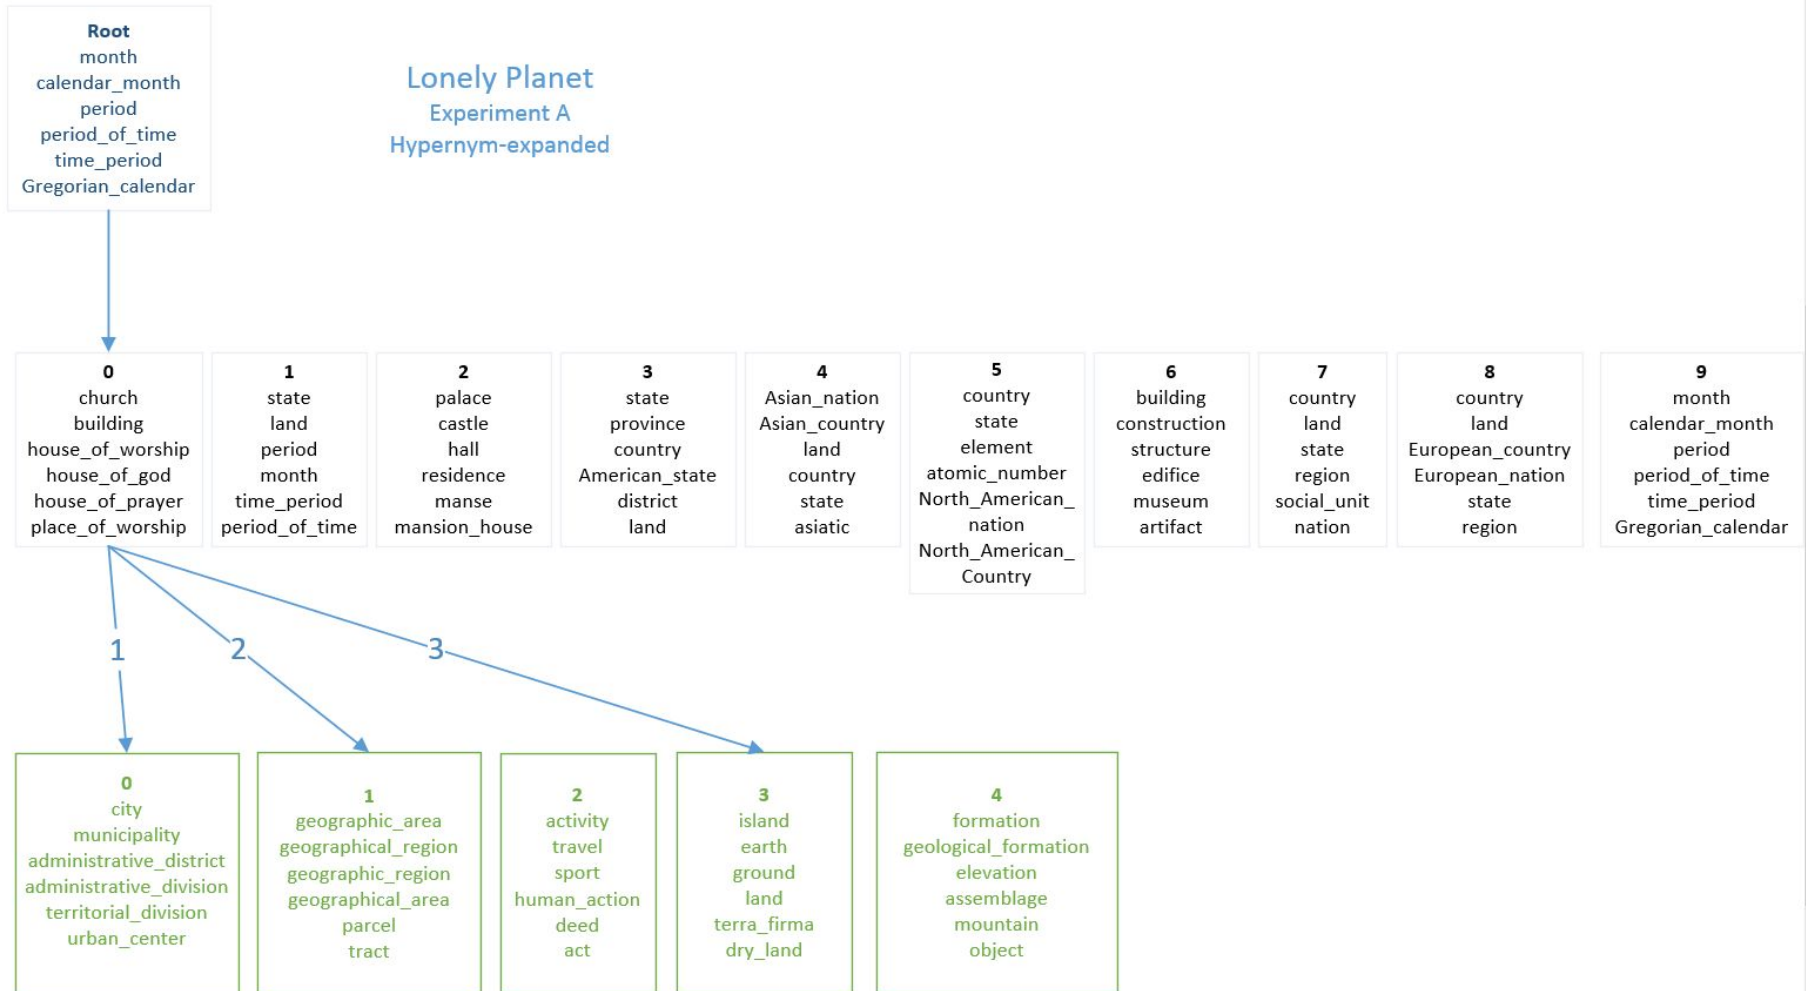 Root
month
calendar_month
period
period_of_time
time_period
Gregorian_calendar
Lonely Planet
Experiment A
Hypernym-expanded
0
church
building
house_of_worship
house_of_god
house_of_prayer
place_of_worship
1
state
land
period
month
time_period
period_of_time
2
palace
castle
hall
residence
manse
mansion_house
3
state
province
country
American_state
district
land
4
Asian_nation
Asian_country
land
country
state
asiatic
5
country
state
element
atomic_number
North_American_
nation
North_American_
Country
6
building
construction
structure
edifice
museum
artifact
7
country
land
state
region
social_unit
nation
8
country
land
European_country
European_nation
state
region
9
month
calendar_month
period
period_of_time
time_period
Gregorian_calendar
1
2
3
0
city
municipality
administrative_district
administrative_division
territorial_division
urban_center
1
geographic_area
geographical_region
geographic_region
geographical_area
parcel
tract
2
activity
travel
sport
human_action
deed
act
3
island
earth
ground
land
terra_firma
dry_land
4
formation
geological_formation
elevation
assemblage
mountain
object